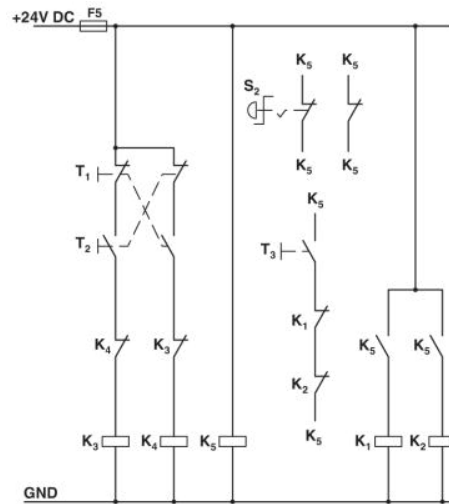 +24V DC F5
K5 K5
S2
K5 K5
T1
K5
T2 T3
K1
K4 K3 K5 K5
K2
K5
K3 K4 K5 K1 K2
GND